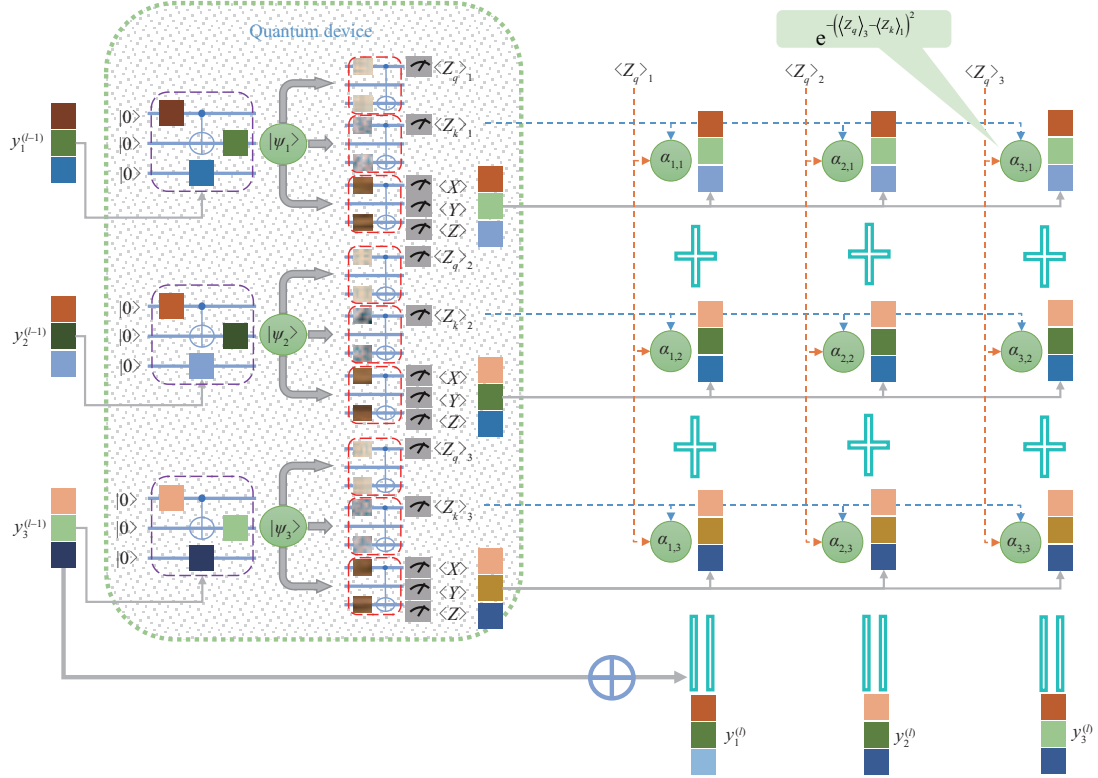 Quantum device
e^{-(⟨Z_q⟩_3-⟨Z_k⟩_1)^2}
⟨Z_q⟩_1
⟨Z_q⟩_2
⟨Z_q⟩_3
y_1^{(l-1)}
|0⟩
|0⟩
|0⟩
|ψ_1⟩
⟨Z_q⟩_1
⟨Z_k⟩_1
⟨X⟩
⟨Y⟩
⟨Z⟩
α_{1,1}
α_{2,1}
α_{3,1}
y_2^{(l-1)}
|0⟩
|0⟩
|0⟩
|ψ_2⟩
⟨Z_q⟩_2
⟨Z_k⟩_2
⟨X⟩
⟨Y⟩
⟨Z⟩
α_{1,2}
α_{2,2}
α_{3,2}
y_3^{(l-1)}
|0⟩
|0⟩
|0⟩
|ψ_3⟩
⟨Z_q⟩_3
⟨Z_k⟩_3
⟨X⟩
⟨Y⟩
⟨Z⟩
α_{1,3}
α_{2,3}
α_{3,3}
y_1^{(l)}
y_2^{(l)}
y_3^{(l)}